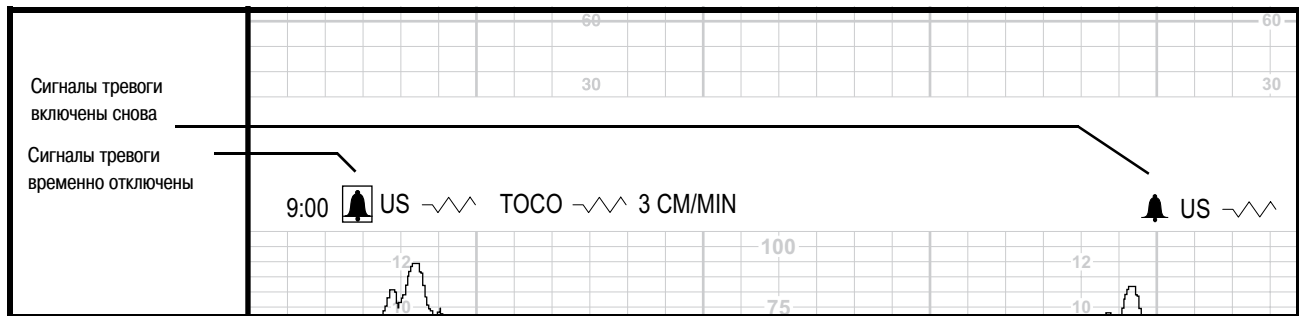 60 60
30 30
Сигналы тревоги
включены снова
Сигналы тревоги
временно отключены
9:00 US TOCO 3 CM/MIN US
100
12 12
10 75 10